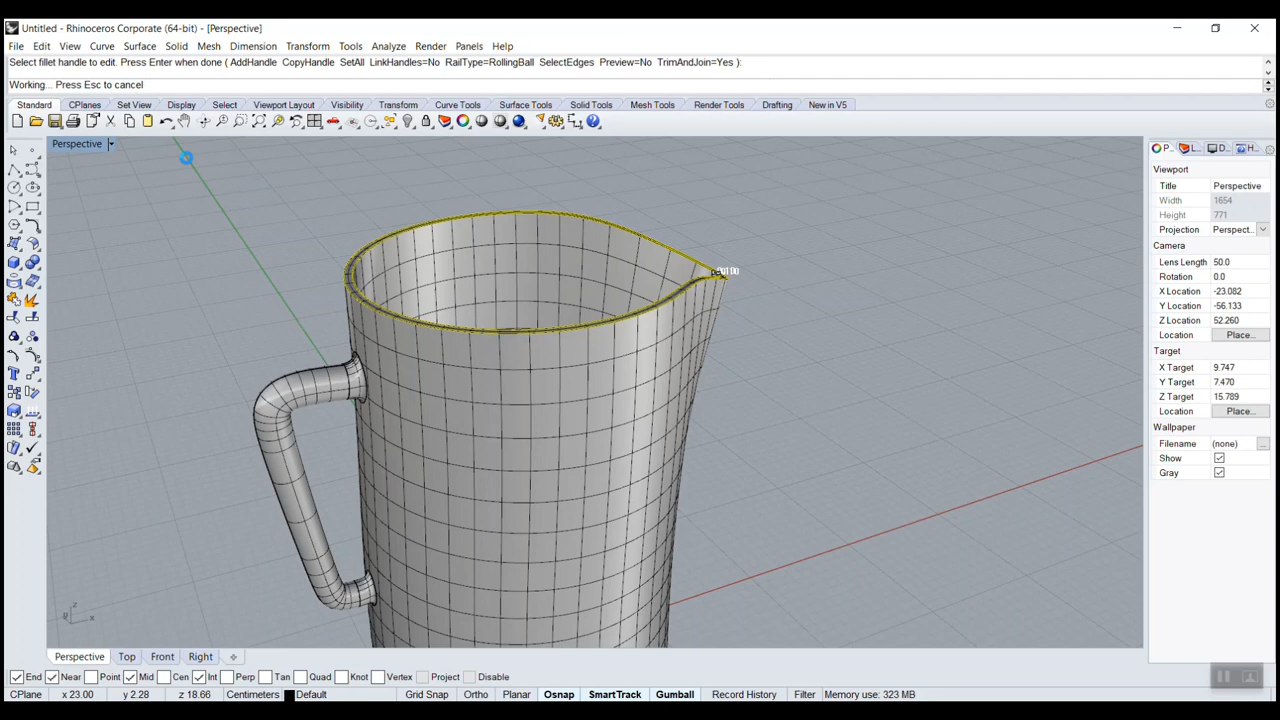 Untitled - Rhinoceros Corporate (64-bit) - [Perspective]
File Edit View Curve Surface Solid Mesh Dimension Transform Tools Analyze Render Panels Help
Select fillet handle to edit. Press Enter when done ( AddHandle CopyHandle SetAll LinkHandles=No RailType=RollingBall SelectEdges Preview=No TrimAndJoin=Yes ):
Working... Press Esc to cancel
Standard CPlanes Set View Display Select Viewport Layout Visibility Transform Curve Tools Surface Tools Solid Tools Mesh Tools Render Tools Drafting New in V5
Perspective
P... L... D... H...
Viewport
Title Perspective
Width 1654
Height 771
Projection Perspect...
Camera
Lens Length 50.0
Rotation 0.0
X Location -23.082
Y Location -56.133
Z Location 52.260
Location Place...
Target
X Target 9.747
Y Target 7.470
Z Target 15.789
Location Place...
Wallpaper
Filename (none) ...
Show
Gray
z
y x
Perspective Top Front Right
End Near Point Mid Cen Int Perp Tan Quad Knot Vertex Project Disable
CPlane x 23.00 y 2.28 z 18.66 Centimeters Default Grid Snap Ortho Planar Osnap SmartTrack Gumball Record History Filter Memory use: 323 MB